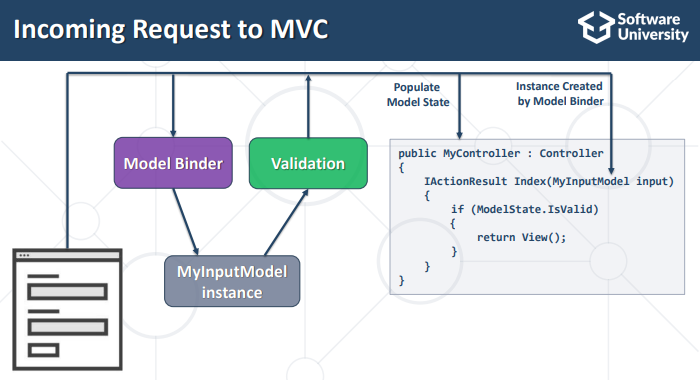 Incoming Request to MVC
Software
University
Populate
Model State
Instance Created
by Model Binder
Model Binder
Validation
MyInputModel
instance
public MyController : Controller
{
IActionResult Index(MyInputModel input)
{
if (ModelState.IsValid)
{
return View();
}
}
}